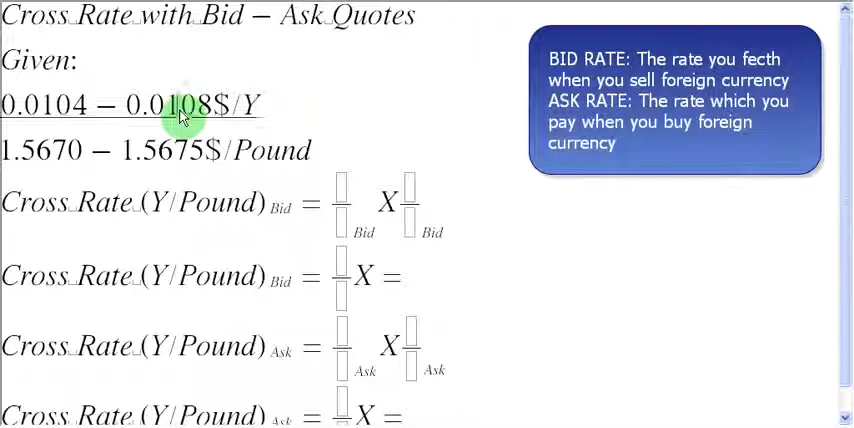 Cross Rate with Bid – Ask Quotes
Given:
0.0104 – 0.0108$/Y
1.5670 – 1.5675$/Pound
Cross Rate (Y/Pound) Bid = □/□ Bid X □/□ Bid
Cross Rate (Y/Pound) Bid = □/□ X =
Cross Rate (Y/Pound) Ask = □/□ Ask X □/□ Ask
Cross Rate (Y/Pound) Ask = □/□ X =
BID RATE: The rate you fecth
when you sell foreign currency
ASK RATE: The rate which you
pay when you buy foreign
currency